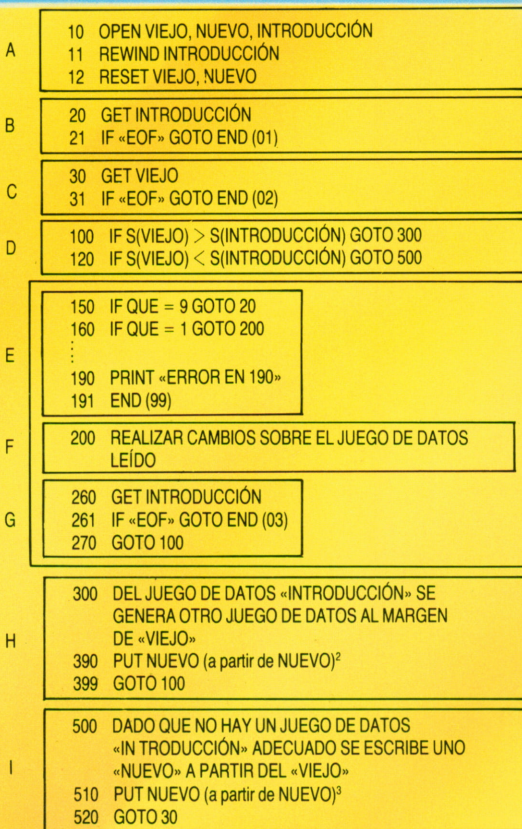 A
10 OPEN VIEJO, NUEVO, INTRODUCCIÓN
11 REWIND INTRODUCCIÓN
12 RESET VIEJO, NUEVO
B
20 GET INTRODUCCIÓN
21 IF «EOF» GOTO END (01)
C
30 GET VIEJO
31 IF «EOF» GOTO END (02)
D
100 IF S(VIEJO) > S(INTRODUCCIÓN) GOTO 300
120 IF S(VIEJO) < S(INTRODUCCIÓN) GOTO 500
E
150 IF QUE = 9 GOTO 20
160 IF QUE = 1 GOTO 200
⋮
190 PRINT «ERROR EN 190»
191 END (99)
F
200 REALIZAR CAMBIOS SOBRE EL JUEGO DE DATOS
LEÍDO
G
260 GET INTRODUCCIÓN
261 IF «EOF» GOTO END (03)
270 GOTO 100
H
300 DEL JUEGO DE DATOS «INTRODUCCIÓN» SE
GENERA OTRO JUEGO DE DATOS AL MARGEN
DE «VIEJO»
390 PUT NUEVO (a partir de NUEVO)²
399 GOTO 100
I
500 DADO QUE NO HAY UN JUEGO DE DATOS
«IN TRODUCCIÓN» ADECUADO SE ESCRIBE UNO
«NUEVO» A PARTIR DEL «VIEJO»
510 PUT NUEVO (a partir de NUEVO)³
520 GOTO 30